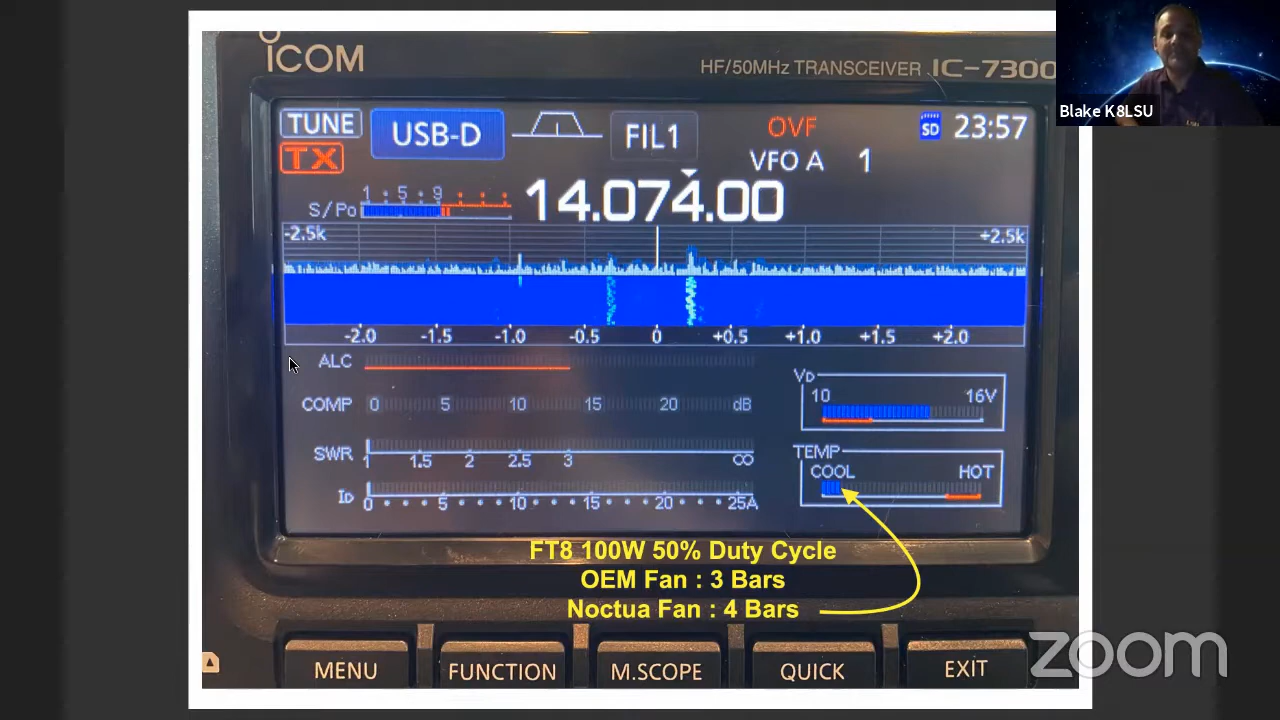 ICOM
HF/50MHz TRANSCEIVER IC-7300
Blake K8LSU
TUNE
USB-D
FIL1
OVF
SD
23:57
TX
VFO A 1
1 5 9
S/Po
14.074.00
-2.5k
+2.5k
-2.0 -1.5 -1.0 -0.5 0 +0.5 +1.0 +1.5 +2.0
ALC
COMP 0 5 10 15 20 dB
SWR 1 1.5 2 2.5 3 ∞
ID 0 5 10 15 20 25A
VD
10 16V
TEMP
COOL HOT
FT8 100W 50% Duty Cycle
OEM Fan : 3 Bars
Noctua Fan : 4 Bars
MENU
FUNCTION
M.SCOPE
QUICK
EXIT
zoom